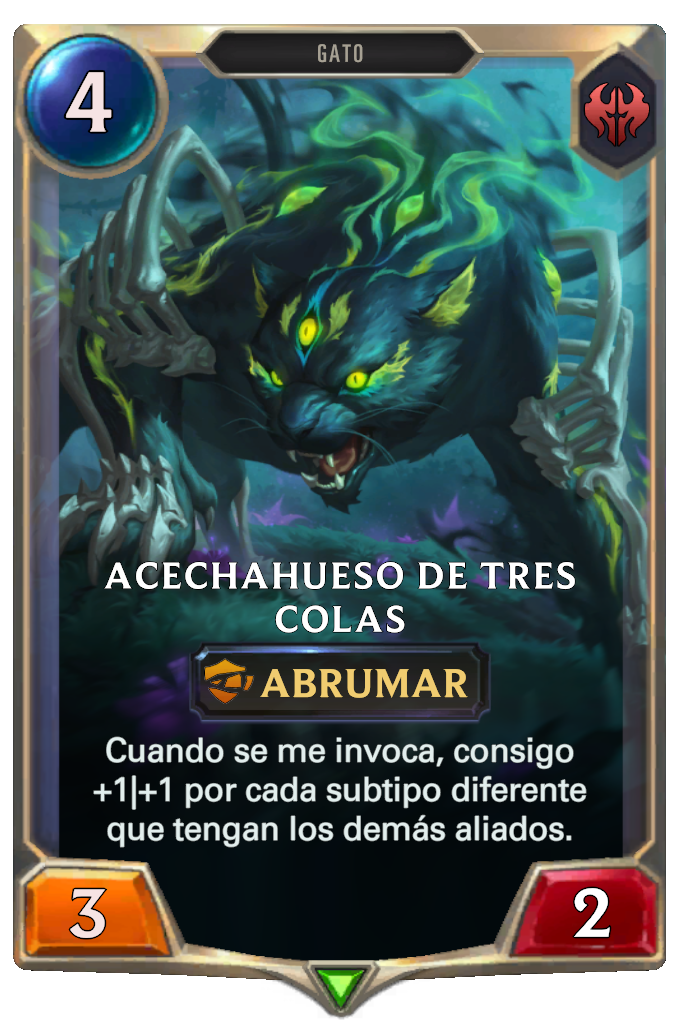 GATO
4
ACECHAHUESO DE TRES
COLAS
ABRUMAR
Cuando se me invoca, consigo
+1|+1 por cada subtipo diferente
que tengan los demás aliados.
3
2